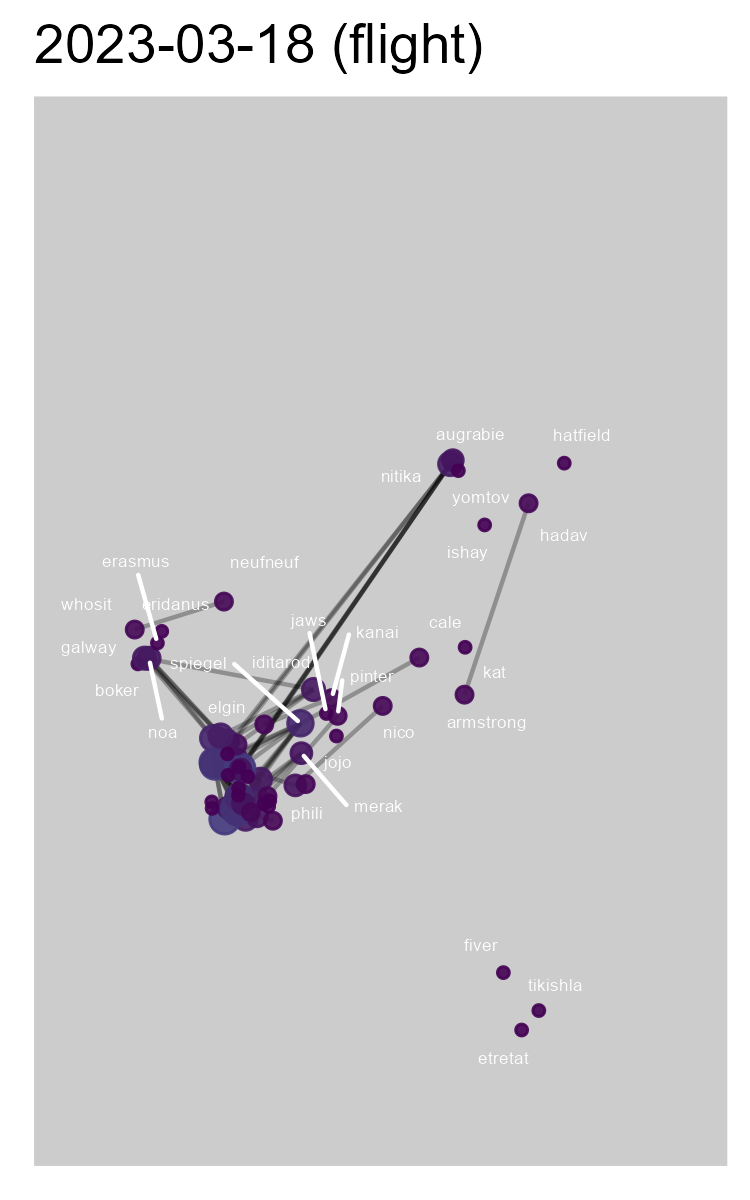 2023-03-18 (flight)
augrabie
hatfield
nitika
yomtov
hadav
ishay
erasmus
neufneuf
whosit
eridanus
jaws
cale
kanai
galway
spiegel
iditarod
kat
pinter
boker
elgin
armstrong
noa
nico
jojo
phili
merak
fiver
tikishla
etretat